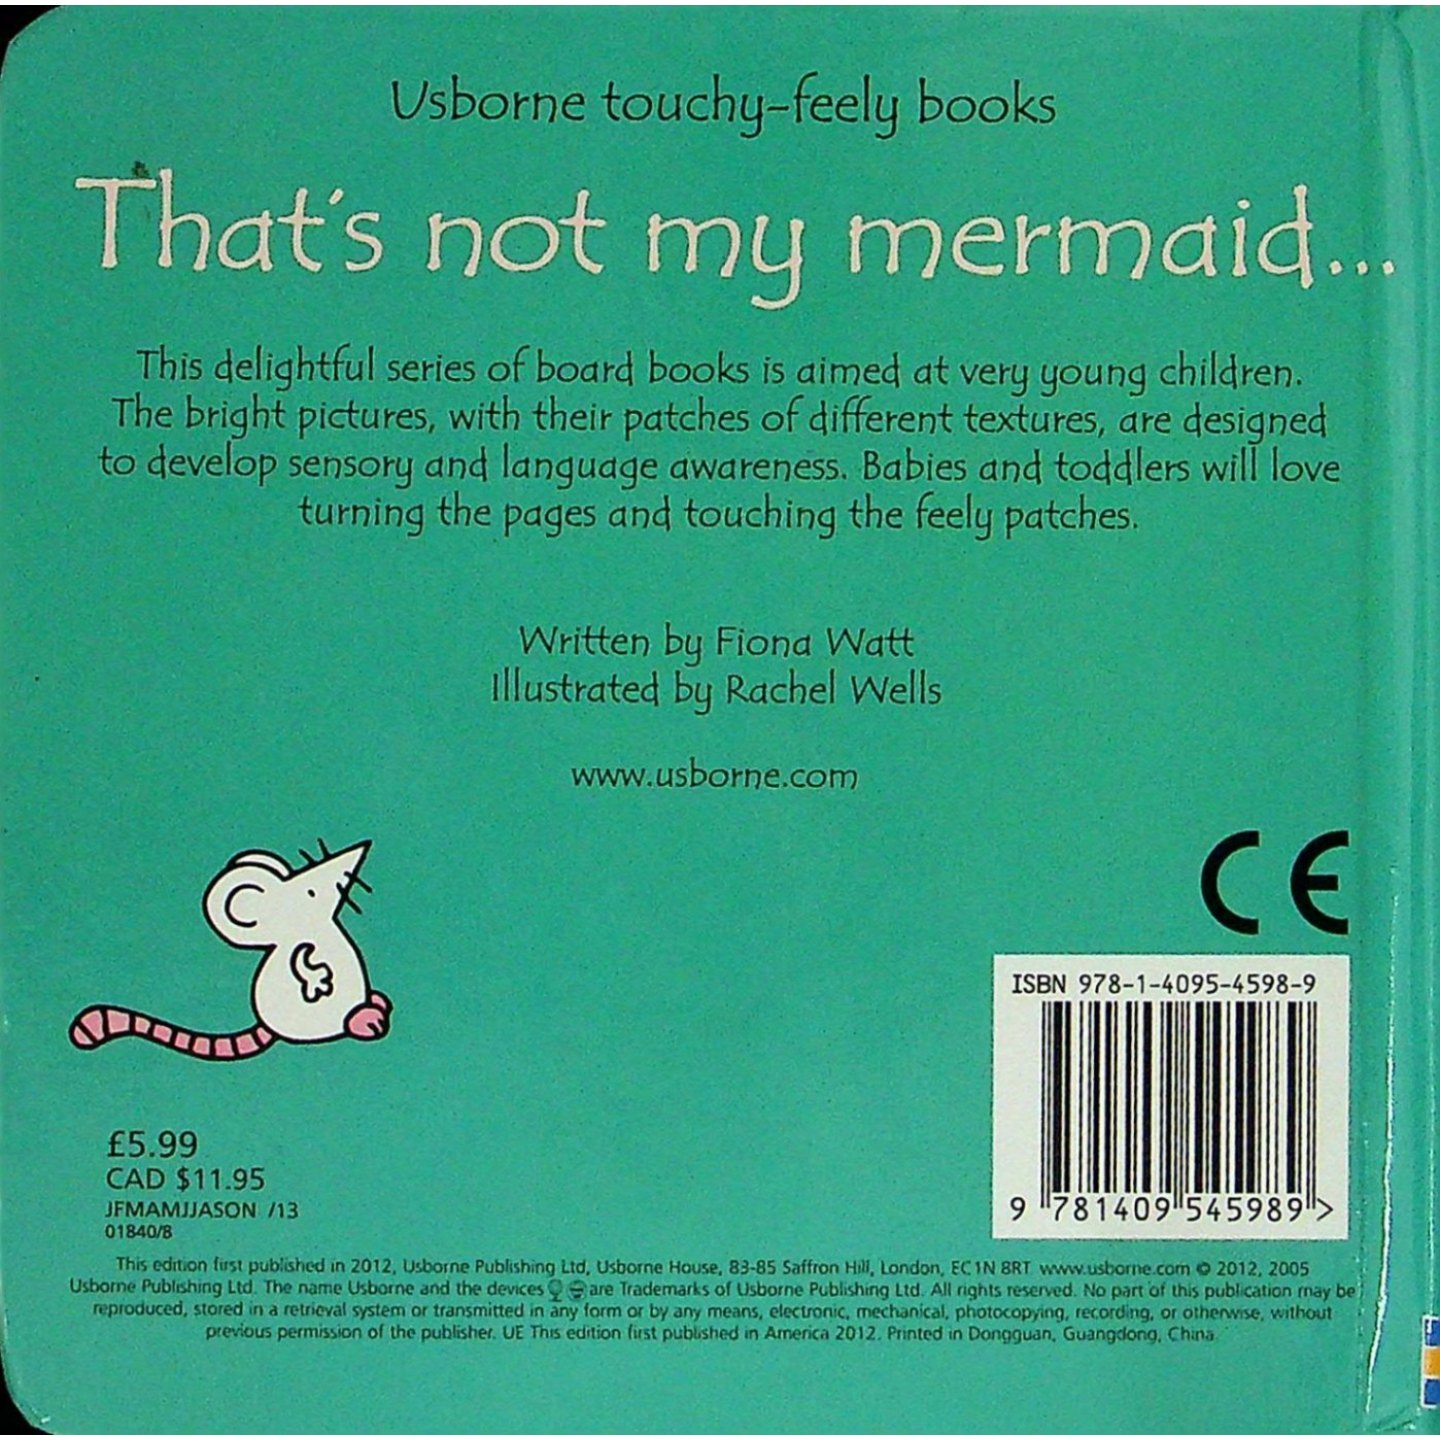 Usborne touchy-feely books
That's not my mermaid...
This delightful series of board books is aimed at very young children.
The bright pictures, with their patches of different textures, are designed
to develop sensory and language awareness. Babies and toddlers will love
turning the pages and touching the feely patches.
Written by Fiona Watt
Illustrated by Rachel Wells
www.usborne.com
CE
ISBN 978-1-4095-4598-9
9 781409 545989 >
£5.99
CAD $11.95
JFMAMJJASON /13
01840/8
This edition first published in 2012, Usborne Publishing Ltd, Usborne House, 83-85 Saffron Hill, London, EC1N 8RT. www.usborne.com © 2012, 2005
Usborne Publishing Ltd. The name Usborne and the devices are Trademarks of Usborne Publishing Ltd. All rights reserved. No part of this publication may be
reproduced, stored in a retrieval system or transmitted in any form or by any means, electronic, mechanical, photocopying, recording, or otherwise, without
previous permission of the publisher. UE This edition first published in America 2012. Printed in Dongguan, Guangdong, China.